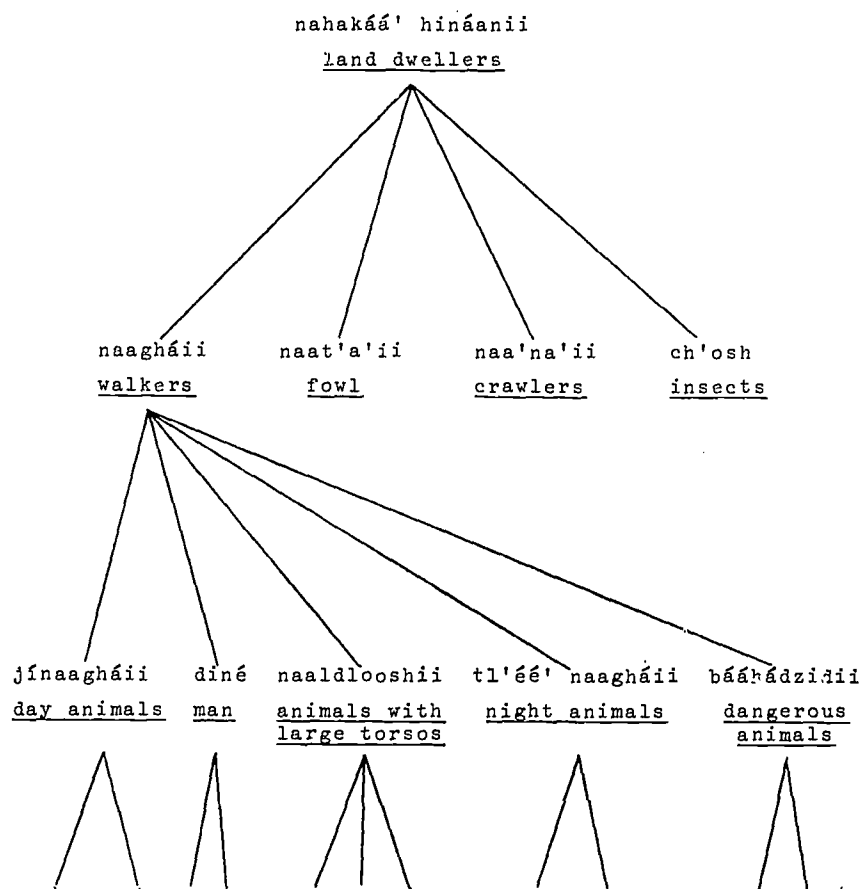 nahakáá' hináanii
land dwellers
naagháii naat'a'ii naa'na'ii ch'osh
walkers fowl crawlers insects
jínaagháii diné naaldlooshii tl'éé' naagháii bááhádzidii
day animals man animals with night animals dangerous
large torsos animals